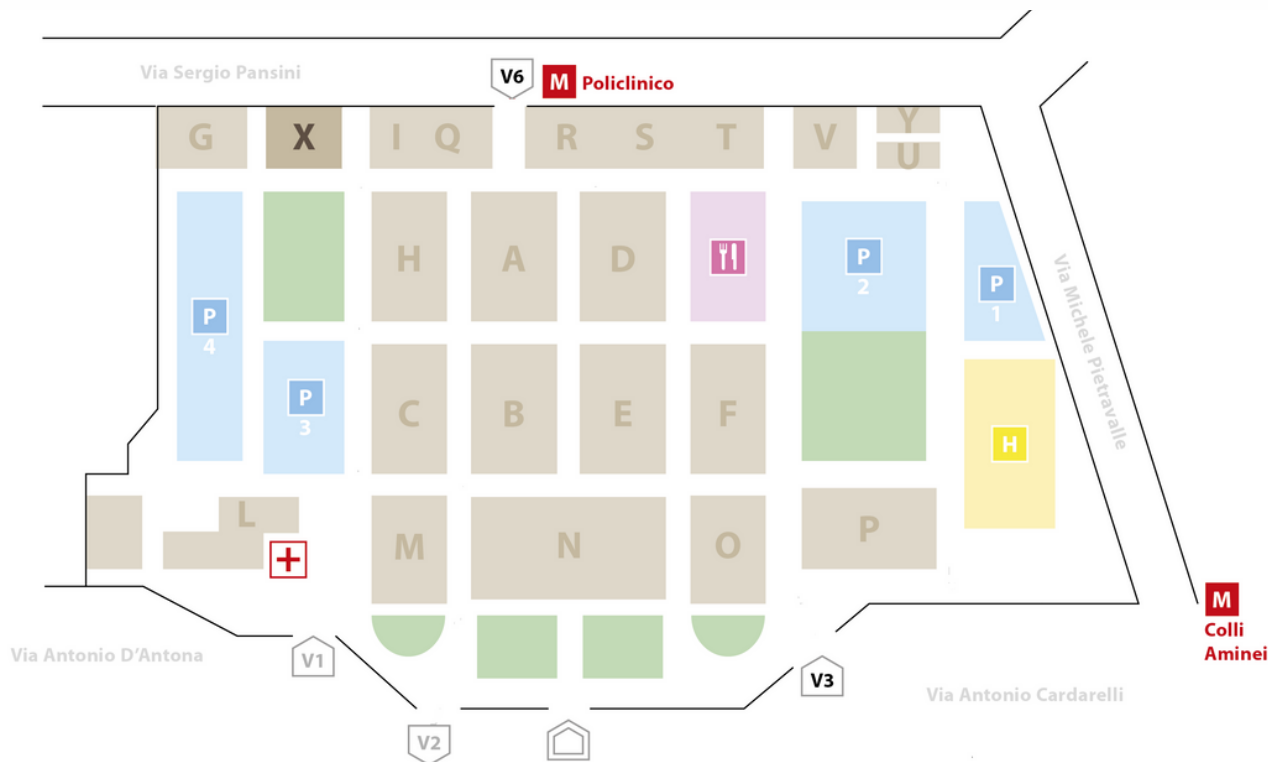 Via Sergio Pansini
V6
M Policlinico
G
X
I
Q
R
S
T
V
Y
U
H
A
D
P
2
P
1
P
4
Via Michele Pietravalle
P
3
C
B
E
F
H
L
M
N
O
P
M
Colli
Aminei
Via Antonio D'Antona
V1
V3
Via Antonio Cardarelli
V2